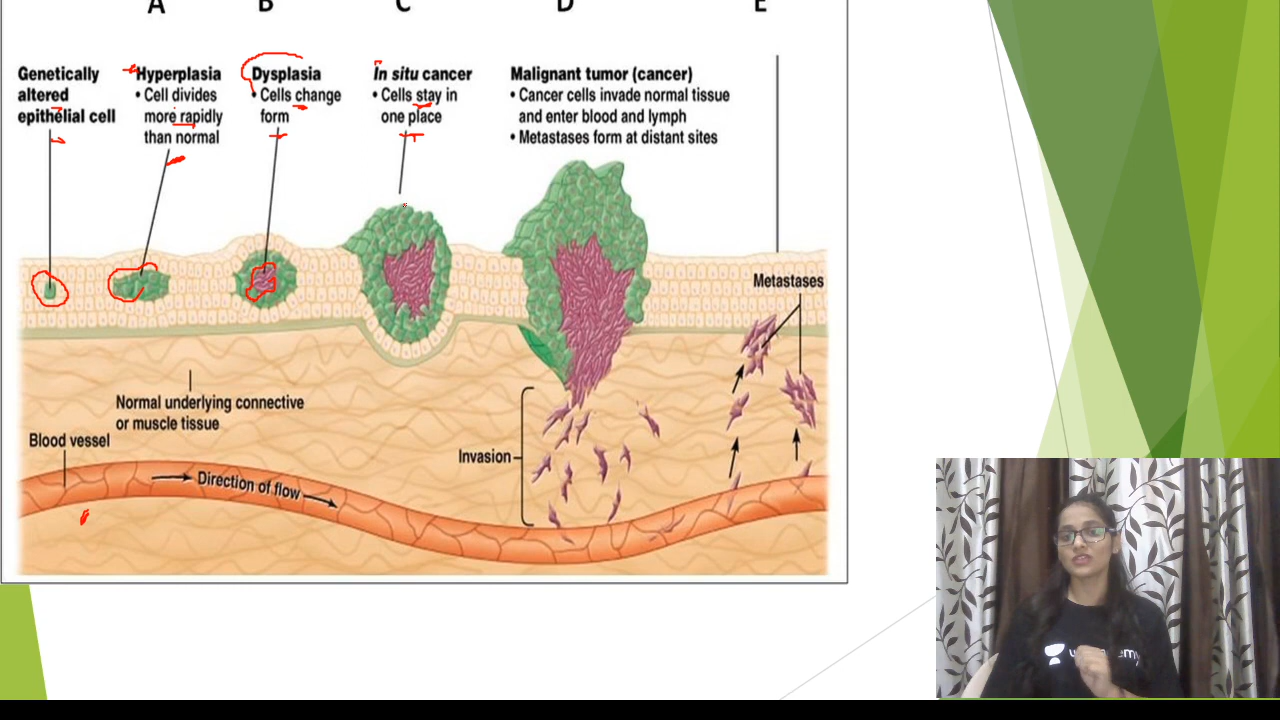 A B C D E
Genetically
altered
epithelial cell
Hyperplasia
• Cell divides
more rapidly
than normal
Dysplasia
• Cells change
form
In situ cancer
• Cells stay in
one place
Malignant tumor (cancer)
• Cancer cells invade normal tissue
and enter blood and lymph
• Metastases form at distant sites
Metastases
Normal underlying connective
or muscle tissue
Blood vessel
Invasion
Direction of flow